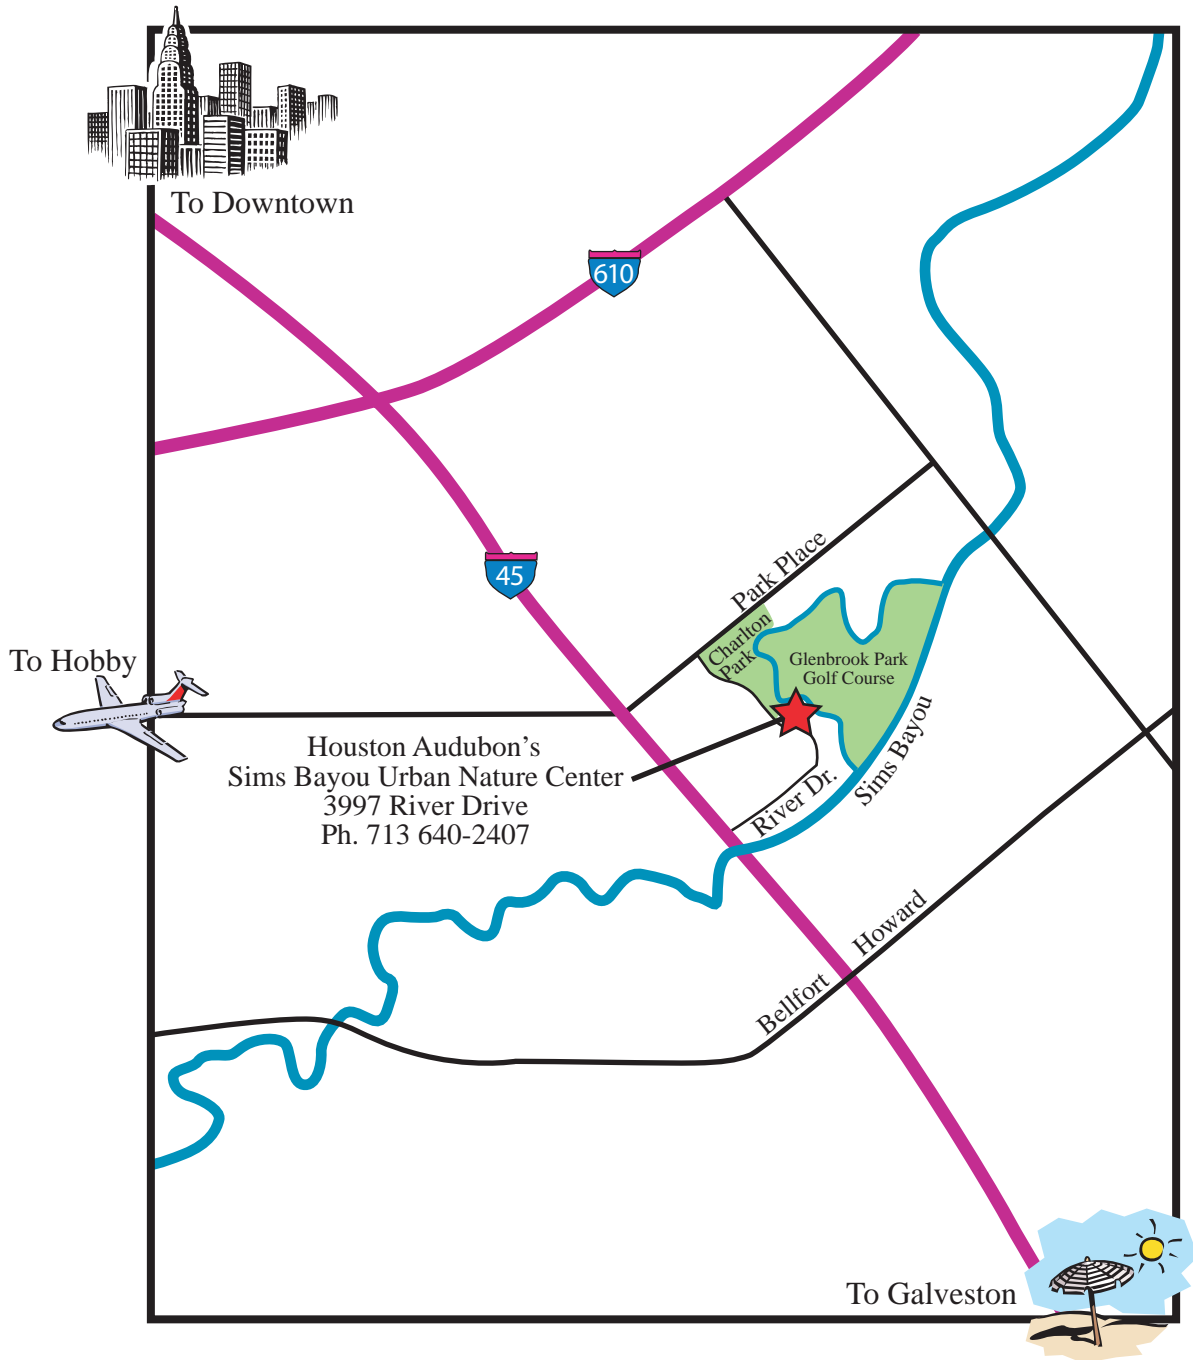 To Downtown
610
45
Park Place
Charlton
Park
Glenbrook Park
Golf Course
To Hobby
Houston Audubon's
Sims Bayou Urban Nature Center
3997 River Drive
Ph. 713 640-2407
River Dr.
Sims Bayou
Howard
Bellfort
To Galveston